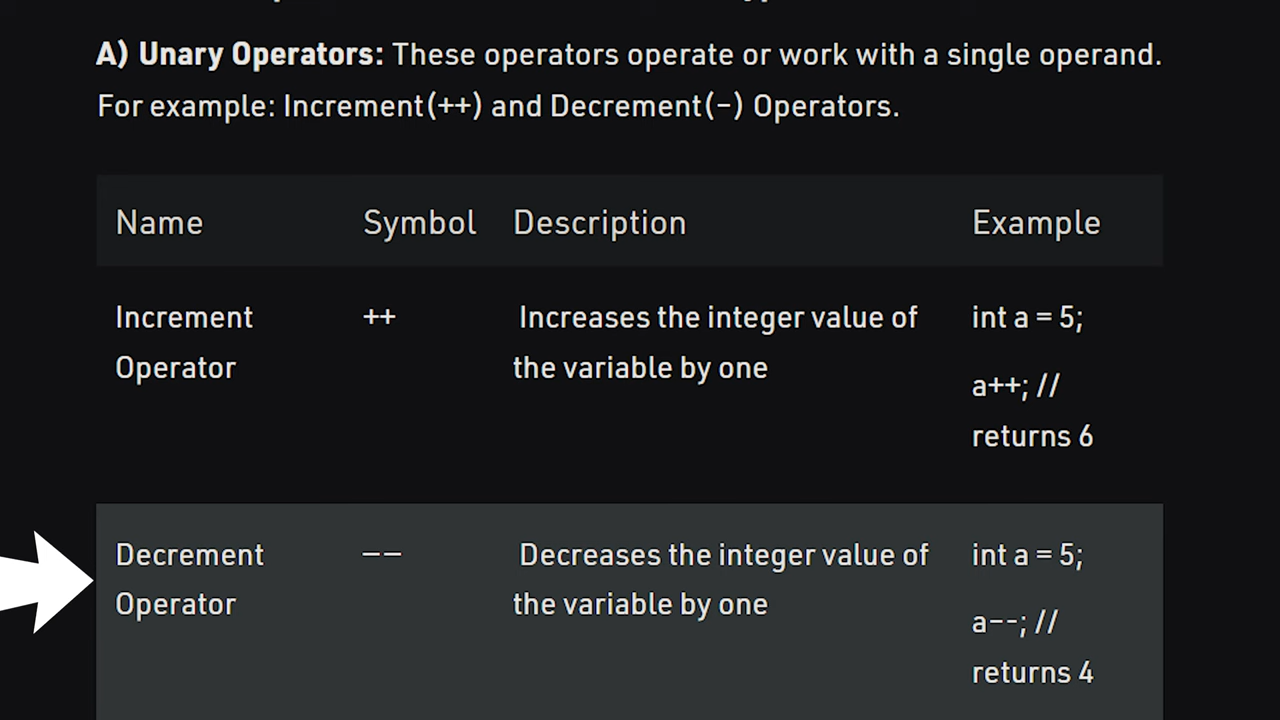 A) Unary Operators: These operators operate or work with a single operand.
For example: Increment(++) and Decrement(–) Operators.
Name Symbol Description Example
Increment ++ Increases the integer value of int a = 5;
Operator the variable by one
a++; //
returns 6
Decrement −− Decreases the integer value of int a = 5;
Operator the variable by one
a−−; //
returns 4